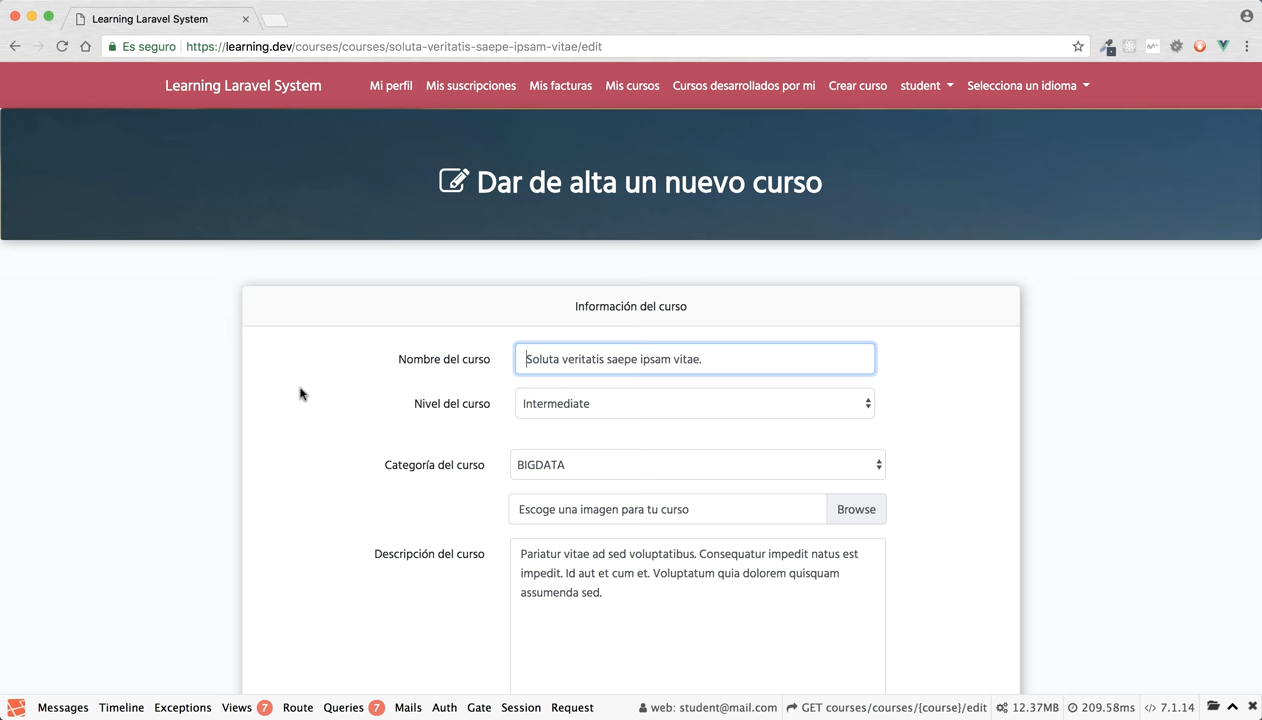 Learning Laravel System
Es seguro https://learning.dev/courses/courses/soluta-veritatis-saepe-ipsam-vitae/edit
Learning Laravel System Mi perfil Mis suscripciones Mis facturas Mis cursos Cursos desarrollados por mi Crear curso student Selecciona un idioma
Dar de alta un nuevo curso
Información del curso
Nombre del curso Soluta veritatis saepe ipsam vitae.
Nivel del curso Intermediate
Categoría del curso BIGDATA
Escoge una imagen para tu curso Browse
Descripción del curso Pariatur vitae ad sed voluptatibus. Consequatur impedit natus est
impedit. Id aut et cum et. Voluptatum quia dolorem quisquam
assumenda sed.
Messages Timeline Exceptions Views 7 Route Queries 7 Mails Auth Gate Session Request web: student@mail.com GET courses/courses/{course}/edit 12.37MB 209.58ms </> 7.1.14